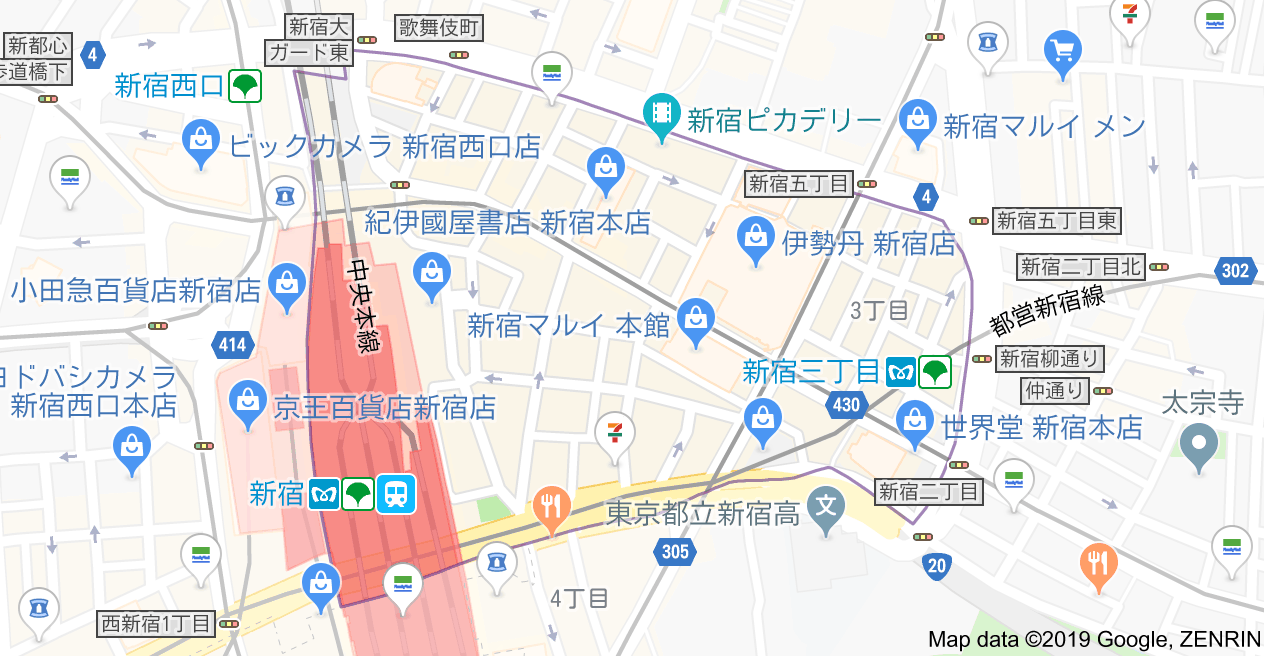 新宿大
ガード東
歌舞伎町
新都心
歩道橋下
4
新宿西口
ビックカメラ 新宿西口店
新宿ピカデリー
新宿マルイ メン
新宿五丁目
4
新宿五丁目東
紀伊國屋書店 新宿本店
伊勢丹 新宿店
新宿二丁目北
302
小田急百貨店新宿店
中央本線
3丁目
都営新宿線
新宿マルイ 本館
414
新宿三丁目
新宿柳通り
仲通り
ヨドバシカメラ
新宿西口本店
京王百貨店新宿店
430
世界堂 新宿本店
太宗寺
新宿
新宿二丁目
東京都立新宿高
文
305
20
4丁目
西新宿1丁目
Map data ©2019 Google, ZENRIN